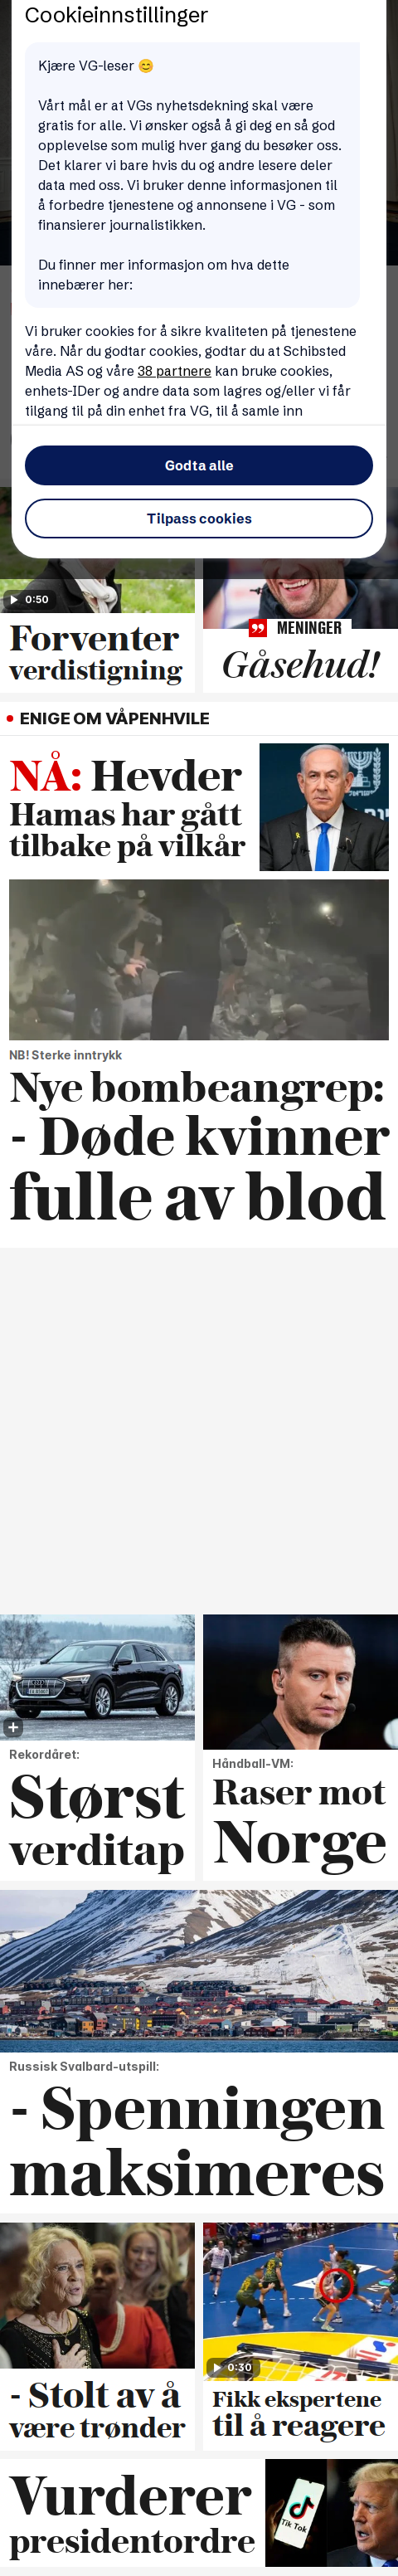 Cookieinnstillinger
Kjære VG-leser 😊
Vårt mål er at VGs nyhetsdekning skal være
gratis for alle. Vi ønsker også å gi deg en så god
opplevelse som mulig hver gang du besøker oss.
Det klarer vi bare hvis du og andre lesere deler
data med oss. Vi bruker denne informasjonen til
å forbedre tjenestene og annonsene i VG - som
finansierer journalistikken.
Du finner mer informasjon om hva dette
innebærer her:
Vi bruker cookies for å sikre kvaliteten på tjenestene
våre. Når du godtar cookies, godtar du at Schibsted
Media AS og våre 38 partnere kan bruke cookies,
enhets-IDer og andre data som lagres og/eller vi får
tilgang til på din enhet fra VG, til å samle inn
Godta alle
Tilpass cookies
0:50
Forventer
verdistigning
MENINGER
Gåsehud!
ENIGE OM VÅPENHVILE
NÅ: Hevder
Hamas har gått
tilbake på vilkår
NB! Sterke inntrykk
Nye bombeangrep:
- Døde kvinner
fulle av blod
Rekordåret:
Størst
verditap
Håndball-VM:
Raser mot
Norge
Russisk Svalbard-utspill:
- Spenningen
maksimeres
- Stolt av å
være trønder
0:30
Fikk ekspertene
til å reagere
Vurderer
presidentordre
TikTok